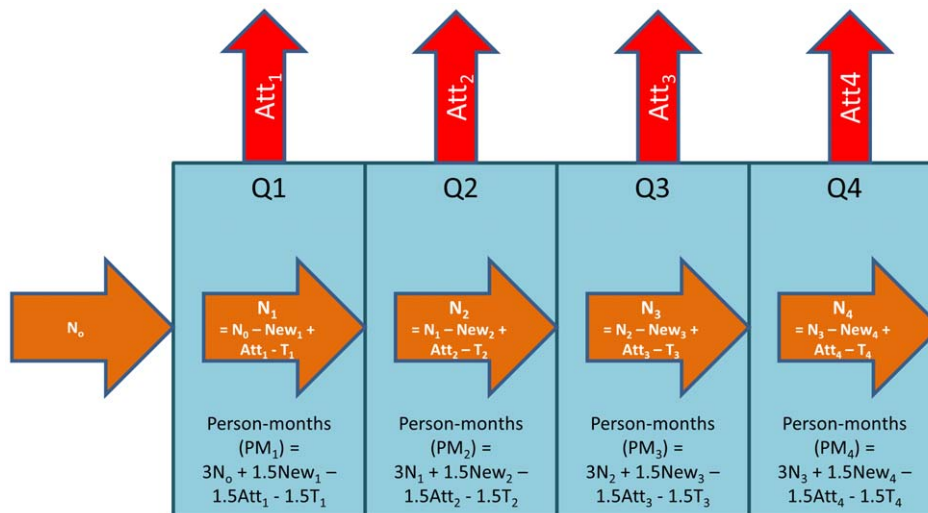 Att₁
Att₂
Att₃
Att4
Q1
Q2
Q3
Q4
Nₒ
N₁
= N₀ – New₁ +
Att₁ - T₁
N₂
= N₁ – New₂ +
Att₂ – T₂
N₃
= N₂ – New₃ +
Att₃ – T₃
N₄
= N₃ – New₄ +
Att₄ – T₄
Person-months
(PM₁) =
3Nₒ + 1.5New₁ –
1.5Att₁ - 1.5T₁
Person-months
(PM₂) =
3N₁ + 1.5New₂ –
1.5Att₂ - 1.5T₂
Person-months
(PM₃) =
3N₂ + 1.5New₃ –
1.5Att₃ - 1.5T₃
Person-months
(PM₄) =
3N₃ + 1.5New₄ –
1.5Att₄ - 1.5T₄